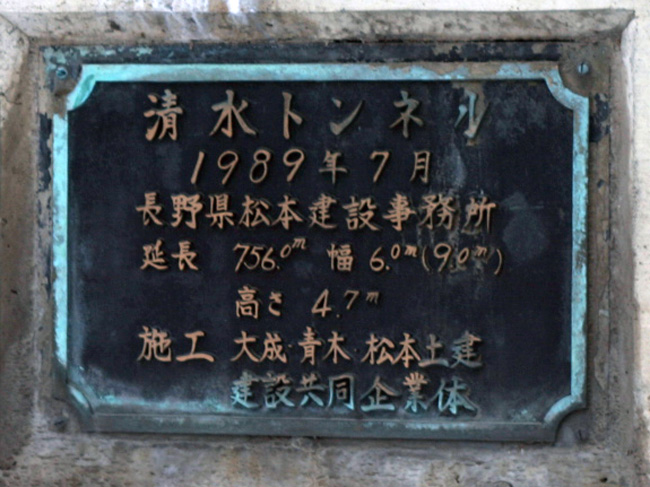 清水トンネル
1989年7月
長野県松本建設事務所
延長 756.0m 幅 6.0m(9.0m)
高さ 4.7m
施工 大成・青木・松本土建
建設共同企業体